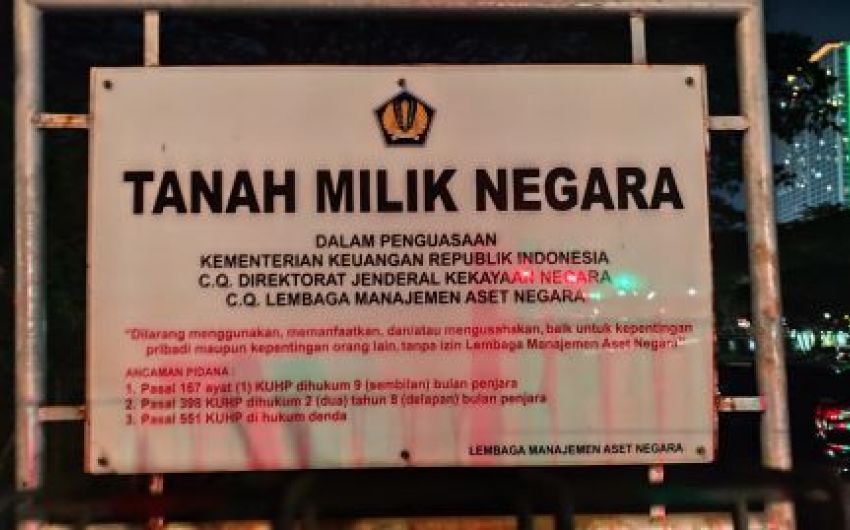 TANAH MILIK NEGARA
DALAM PENGUASAAN
KEMENTERIAN KEUANGAN REPUBLIK INDONESIA
C.Q. DIREKTORAT JENDERAL KEKAYAAN NEGARA
C.Q. LEMBAGA MANAJEMEN ASET NEGARA
"Dilarang menggunakan, memanfaatkan, dan/atau mengusahakan, baik untuk kepentingan
pribadi maupun kepentingan orang lain, tanpa izin Lembaga Manajemen Aset Negara"
ANCAMAN PIDANA :
1. Pasal 167 ayat (1) KUHP dihukum 9 (sembilan) bulan penjara
2. Pasal 398 KUHP dihukum 2 (dua) tahun 8 (delapan) bulan penjara
3. Pasal 551 KUHP di hukum denda
LEMBAGA MANAJEMEN ASET NEGARA